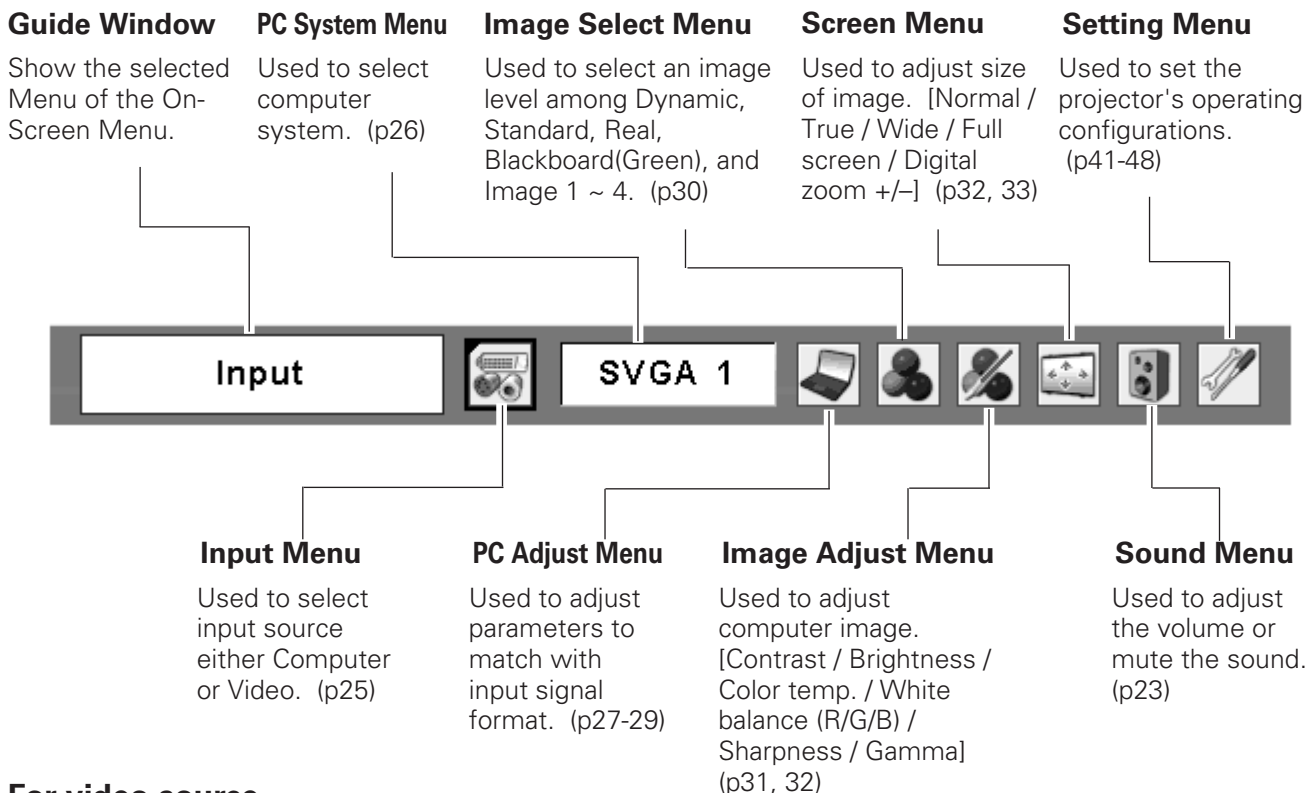 Guide Window
Show the selected
Menu of the On-
Screen Menu.
PC System Menu
Used to select
computer
system. (p26)
Image Select Menu
Used to select an image
level among Dynamic,
Standard, Real,
Blackboard(Green), and
Image 1 ~ 4. (p30)
Screen Menu
Used to adjust size
of image. [Normal /
True / Wide / Full
screen / Digital
zoom +/–] (p32, 33)
Setting Menu
Used to set the
projector's operating
configurations.
(p41-48)
Input
SVGA 1
Input Menu
Used to select
input source
either Computer
or Video. (p25)
PC Adjust Menu
Used to adjust
parameters to
match with
input signal
format. (p27-29)
Image Adjust Menu
Used to adjust
computer image.
[Contrast / Brightness /
Color temp. / White
balance (R/G/B) /
Sharpness / Gamma]
(p31, 32)
Sound Menu
Used to adjust
the volume or
mute the sound.
(p23)
For video source